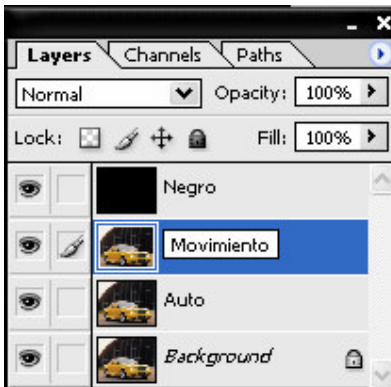 Layers Channels Paths
Normal Opacity: 100%
Lock: Fill: 100%
Negro
Movimiento
Auto
Background